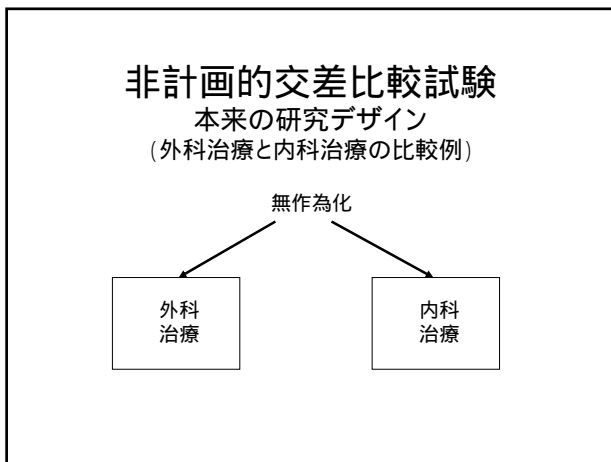 非計画的交差比較試験
本来の研究デザイン
(外科治療と内科治療の比較例)
無作為化
外科
治療
内科
治療